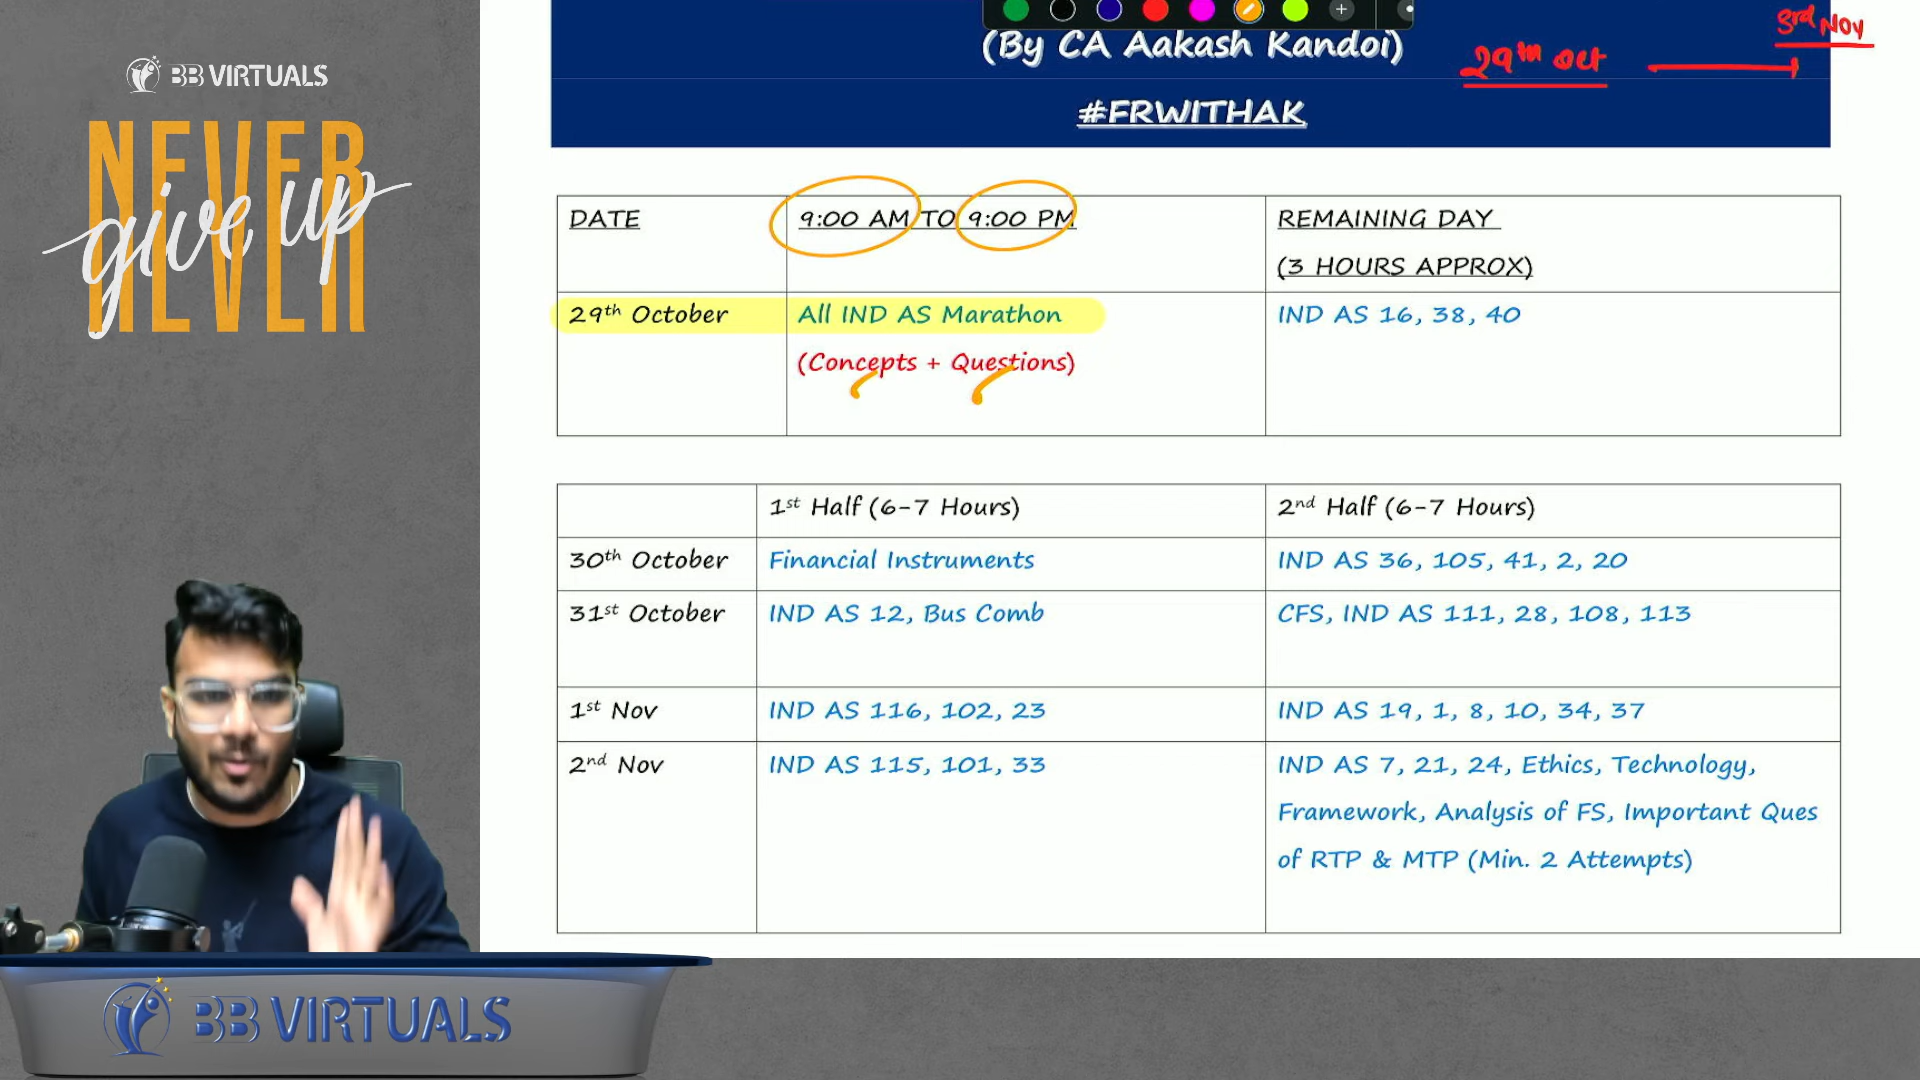 BB VIRTUALS
NEVER
give up
NEVER
(By CA Aakash Kandoi)
#FRWITHAK
29th Oct
3rd Nov
DATE
9:00 AM TO 9:00 PM
REMAINING DAY
(3 HOURS APPROX)
29th October
All IND AS Marathon
(Concepts + Questions)
IND AS 16, 38, 40
1st Half (6-7 Hours)
2nd Half (6-7 Hours)
30th October
Financial Instruments
IND AS 36, 105, 41, 2, 20
31st October
IND AS 12, Bus Comb
CFS, IND AS 111, 28, 108, 113
1st Nov
IND AS 116, 102, 23
IND AS 19, 1, 8, 10, 34, 37
2nd Nov
IND AS 115, 101, 33
IND AS 7, 21, 24, Ethics, Technology,
Framework, Analysis of FS, Important Ques
of RTP & MTP (Min. 2 Attempts)
BB VIRTUALS